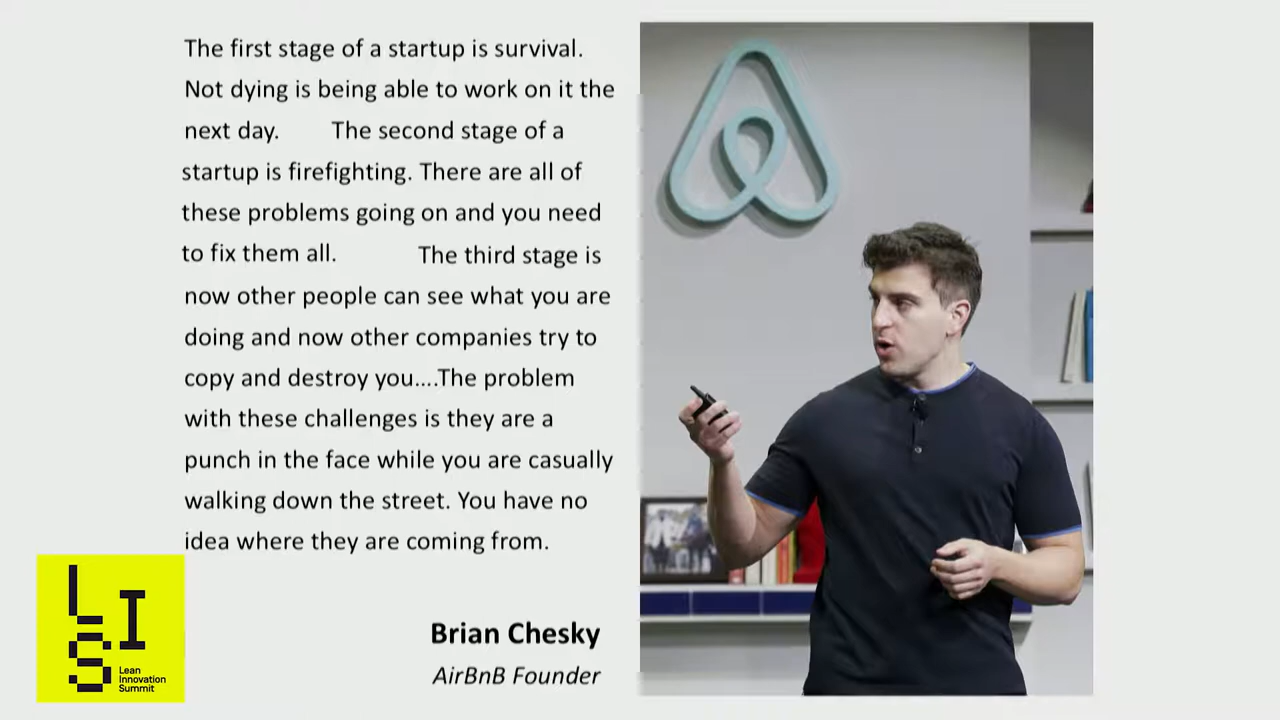 The first stage of a startup is survival.
Not dying is being able to work on it the
next day. The second stage of a
startup is firefighting. There are all of
these problems going on and you need
to fix them all. The third stage is
now other people can see what you are
doing and now other companies try to
copy and destroy you....The problem
with these challenges is they are a
punch in the face while you are casually
walking down the street. You have no
idea where they are coming from.
Brian Chesky
AirBnB Founder
L I
S
Lean
Innovation
Summit